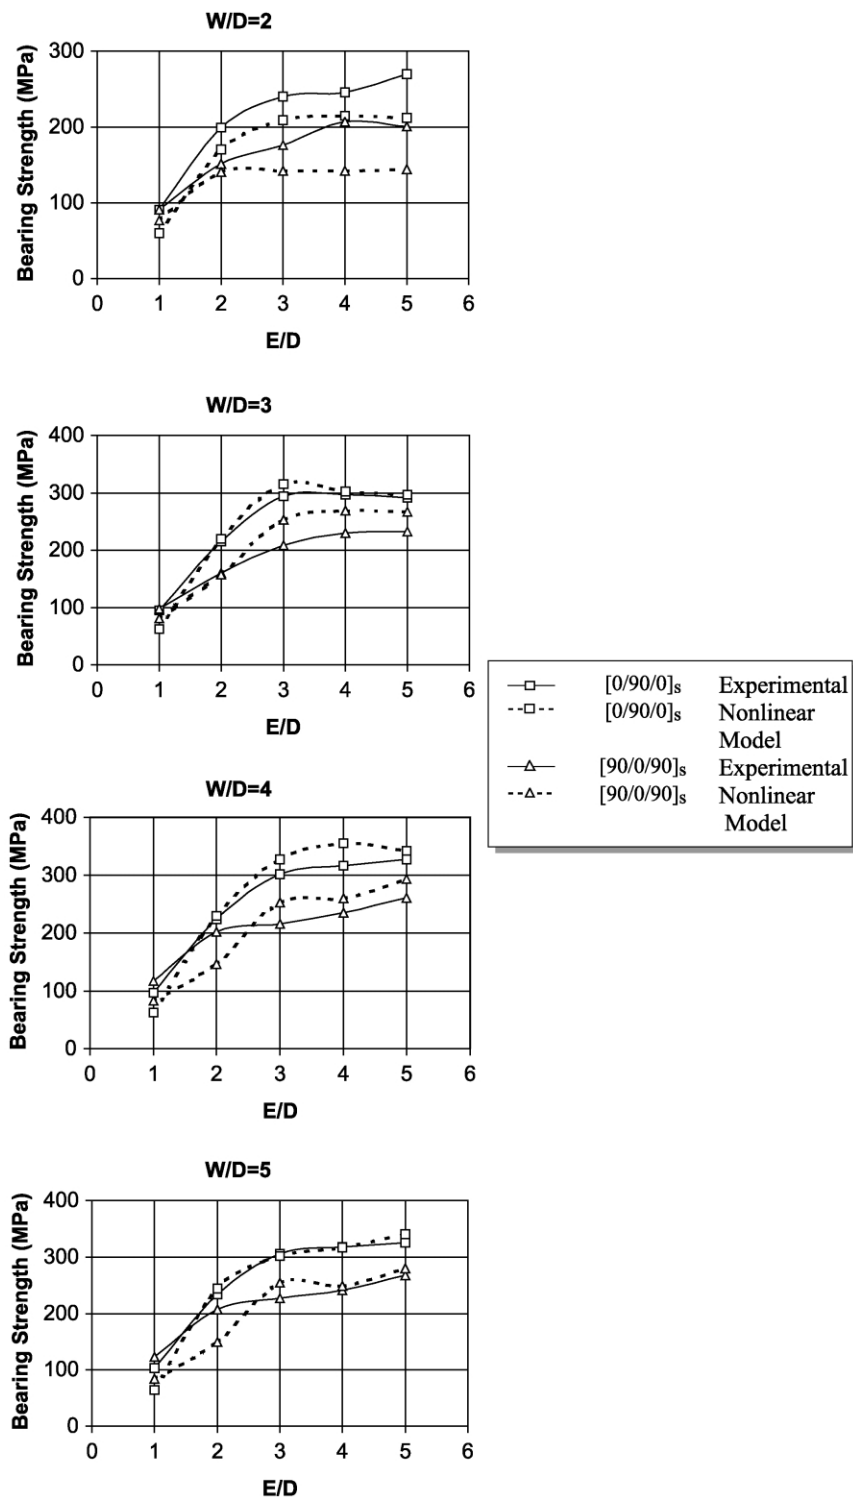 W/D=2
Bearing Strength (MPa)
300
200
100
0
0 1 2 3 4 5 6
E/D
W/D=3
Bearing Strength (MPa)
400
300
200
100
0
0 1 2 3 4 5 6
E/D
[0/90/0]s Experimental
[0/90/0]s Nonlinear
Model
[90/0/90]s Experimental
[90/0/90]s Nonlinear
Model
W/D=4
Bearing Strength (MPa)
400
300
200
100
0
0 1 2 3 4 5 6
E/D
W/D=5
Bearing Strength (MPa)
400
300
200
100
0
0 1 2 3 4 5 6
E/D